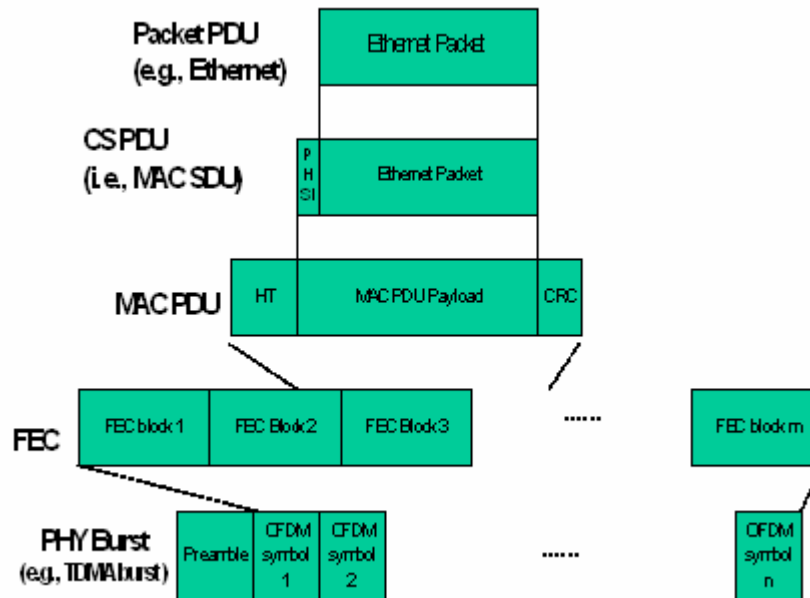 Packet PDU
(e.g., Ethernet)
Ethernet Packet
CS PDU
(i.e., MAC SDU)
P
H
SI
Ethernet Packet
MAC PDU
HT
MAC PDU Payload
CRC
FEC
FEC block 1
FEC Block 2
FEC Block 3
......
FEC block m
PHY Burst
(e.g., TDMA burst)
Preamble
OFDM
symbol
1
OFDM
symbol
2
......
OFDM
symbol
n